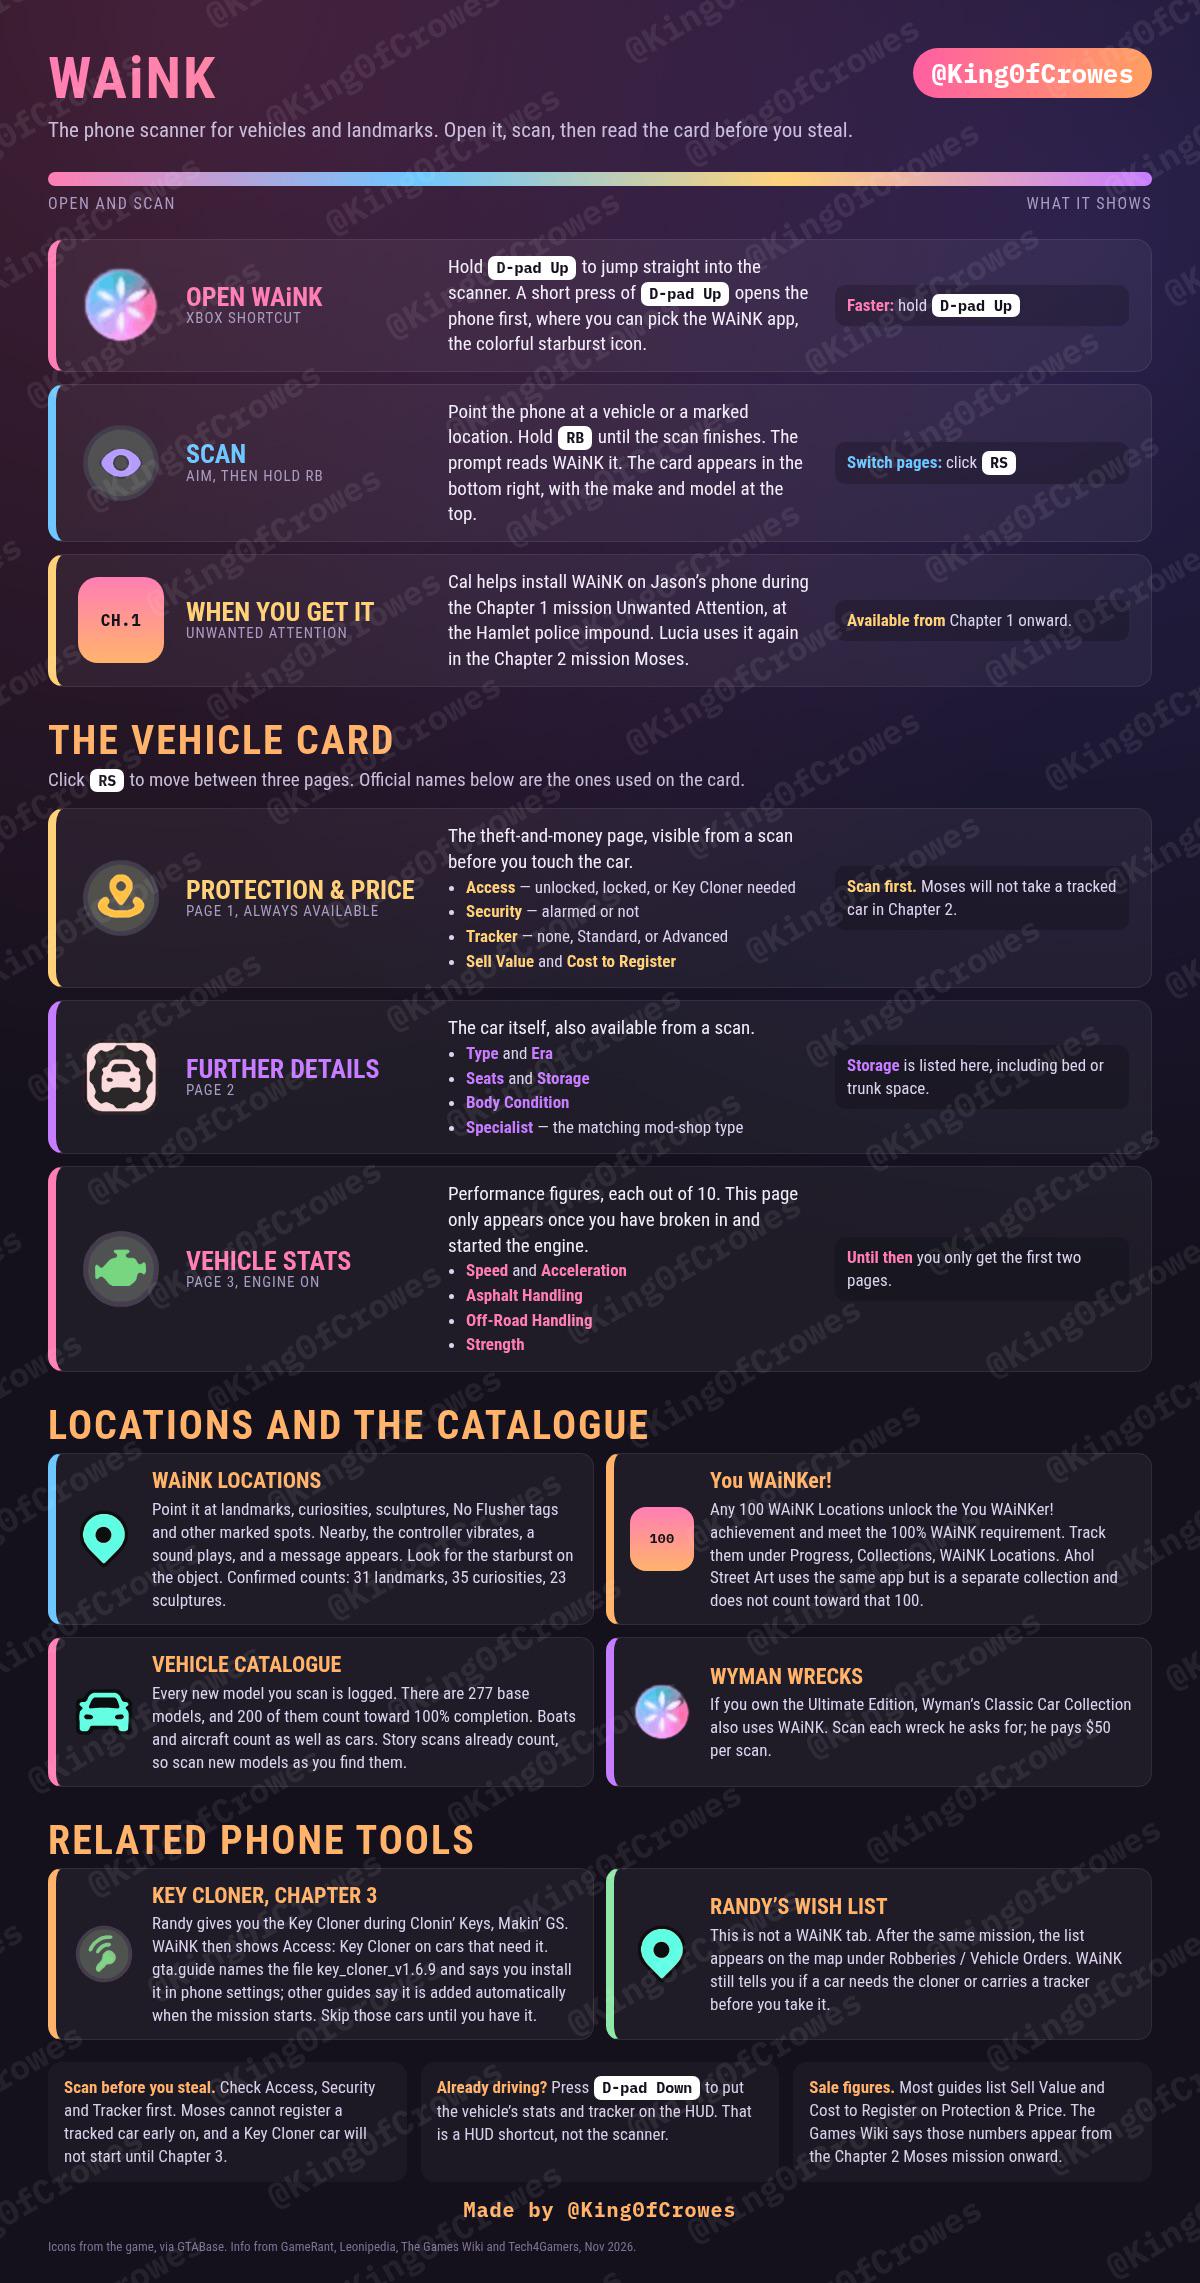 WAiNK
@KingOfCrowes
The phone scanner for vehicles and landmarks. Open it, scan, then read the card before you steal.
OPEN AND SCAN
WHAT IT SHOWS
OPEN WAiNK
XBOX SHORTCUT
Hold D-pad Up to jump straight into the
scanner. A short press of D-pad Up opens the
phone first, where you can pick the WAiNK app,
the colorful starburst icon.
Faster: hold D-pad Up
SCAN
AIM, THEN HOLD RB
Point the phone at a vehicle or a marked
location. Hold RB until the scan finishes. The
prompt reads WAiNK it. The card appears in the
bottom right, with the make and model at the
top.
Switch pages: click RS
CH.1
WHEN YOU GET IT
UNWANTED ATTENTION
Cal helps install WAiNK on Jason's phone during
the Chapter 1 mission Unwanted Attention, at
the Hamlet police impound. Lucia uses it again
in the Chapter 2 mission Moses.
Available from Chapter 1 onward.
THE VEHICLE CARD
Click RS to move between three pages. Official names below are the ones used on the card.
PROTECTION & PRICE
PAGE 1, ALWAYS AVAILABLE
The theft-and-money page, visible from a scan
before you touch the car.
• Access — unlocked, locked, or Key Cloner needed
• Security — alarmed or not
• Tracker — none, Standard, or Advanced
• Sell Value and Cost to Register
Scan first. Moses will not take a tracked
car in Chapter 2.
FURTHER DETAILS
PAGE 2
The car itself, also available from a scan.
• Type and Era
• Seats and Storage
• Body Condition
• Specialist — the matching mod-shop type
Storage is listed here, including bed or
trunk space.
VEHICLE STATS
PAGE 3, ENGINE ON
Performance figures, each out of 10. This page
only appears once you have broken in and
started the engine.
• Speed and Acceleration
• Asphalt Handling
• Off-Road Handling
• Strength
Until then you only get the first two
pages.
LOCATIONS AND THE CATALOGUE
WAiNK LOCATIONS
Point it at landmarks, curiosities, sculptures, No Flusher tags
and other marked spots. Nearby, the controller vibrates, a
sound plays, and a message appears. Look for the starburst on
the object. Confirmed counts: 31 landmarks, 35 curiosities, 23
sculptures.
100
You WAiNKer!
Any 100 WAiNK Locations unlock the You WAiNKer!
achievement and meet the 100% WAiNK requirement. Track
them under Progress, Collections, WAiNK Locations. Ahol
Street Art uses the same app but is a separate collection and
does not count toward that 100.
VEHICLE CATALOGUE
Every new model you scan is logged. There are 277 base
models, and 200 of them count toward 100% completion. Boats
and aircraft count as well as cars. Story scans already count,
so scan new models as you find them.
WYMAN WRECKS
If you own the Ultimate Edition, Wyman's Classic Car Collection
also uses WAiNK. Scan each wreck he asks for; he pays $50
per scan.
RELATED PHONE TOOLS
KEY CLONER, CHAPTER 3
Randy gives you the Key Cloner during Clonin' Keys, Makin' GS.
WAiNK then shows Access: Key Cloner on cars that need it.
gta.guide names the file key_cloner_v1.6.9 and says you install
it in phone settings; other guides say it is added automatically
when the mission starts. Skip those cars until you have it.
RANDY'S WISH LIST
This is not a WAiNK tab. After the same mission, the list
appears on the map under Robberies / Vehicle Orders. WAiNK
still tells you if a car needs the cloner or carries a tracker
before you take it.
Scan before you steal. Check Access, Security
and Tracker first. Moses cannot register a
tracked car early on, and a Key Cloner car will
not start until Chapter 3.
Already driving? Press D-pad Down to put
the vehicle's stats and tracker on the HUD. That
is a HUD shortcut, not the scanner.
Sale figures. Most guides list Sell Value and
Cost to Register on Protection & Price. The
Games Wiki says those numbers appear from
the Chapter 2 Moses mission onward.
Made by @KingOfCrowes
Icons from the game, via GTABase. Info from GameRant, Leonipedia, The Games Wiki and Tech4Gamers, Nov 2026.